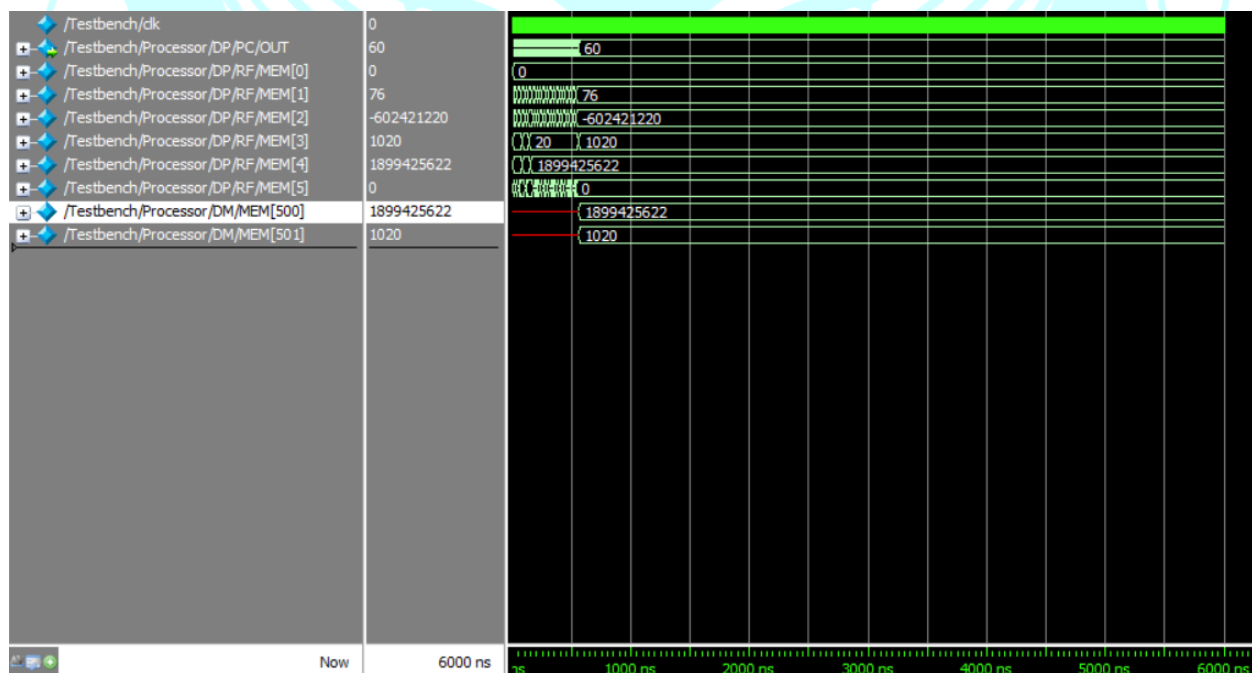 /Testbench/clk 0
/Testbench/Processor/DP/PC/OUT 60 60
/Testbench/Processor/DP/RF/MEM[0] 0 0
/Testbench/Processor/DP/RF/MEM[1] 76 76
/Testbench/Processor/DP/RF/MEM[2] -602421220 -602421220
/Testbench/Processor/DP/RF/MEM[3] 1020 20 1020
/Testbench/Processor/DP/RF/MEM[4] 1899425622 1899425622
/Testbench/Processor/DP/RF/MEM[5] 0 0
/Testbench/Processor/DM/MEM[500] 1899425622 1899425622
/Testbench/Processor/DM/MEM[501] 1020 1020
Now 6000 ns ns 1000 ns 2000 ns 3000 ns 4000 ns 5000 ns 6000 ns